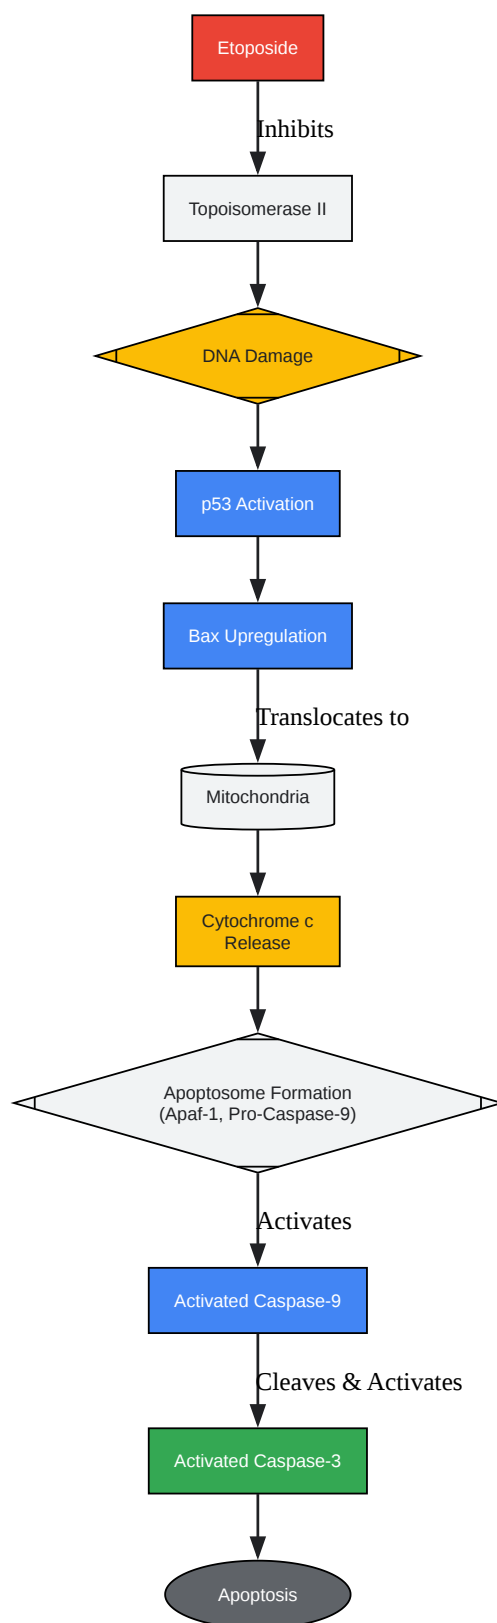 Etoposide
Inhibits
Topoisomerase II
DNA Damage
p53 Activation
Bax Upregulation
Translocates to
Mitochondria
Cytochrome c
Release
Apoptosome Formation
(Apaf-1, Pro-Caspase-9)
Activates
Activated Caspase-9
Cleaves & Activates
Activated Caspase-3
Apoptosis